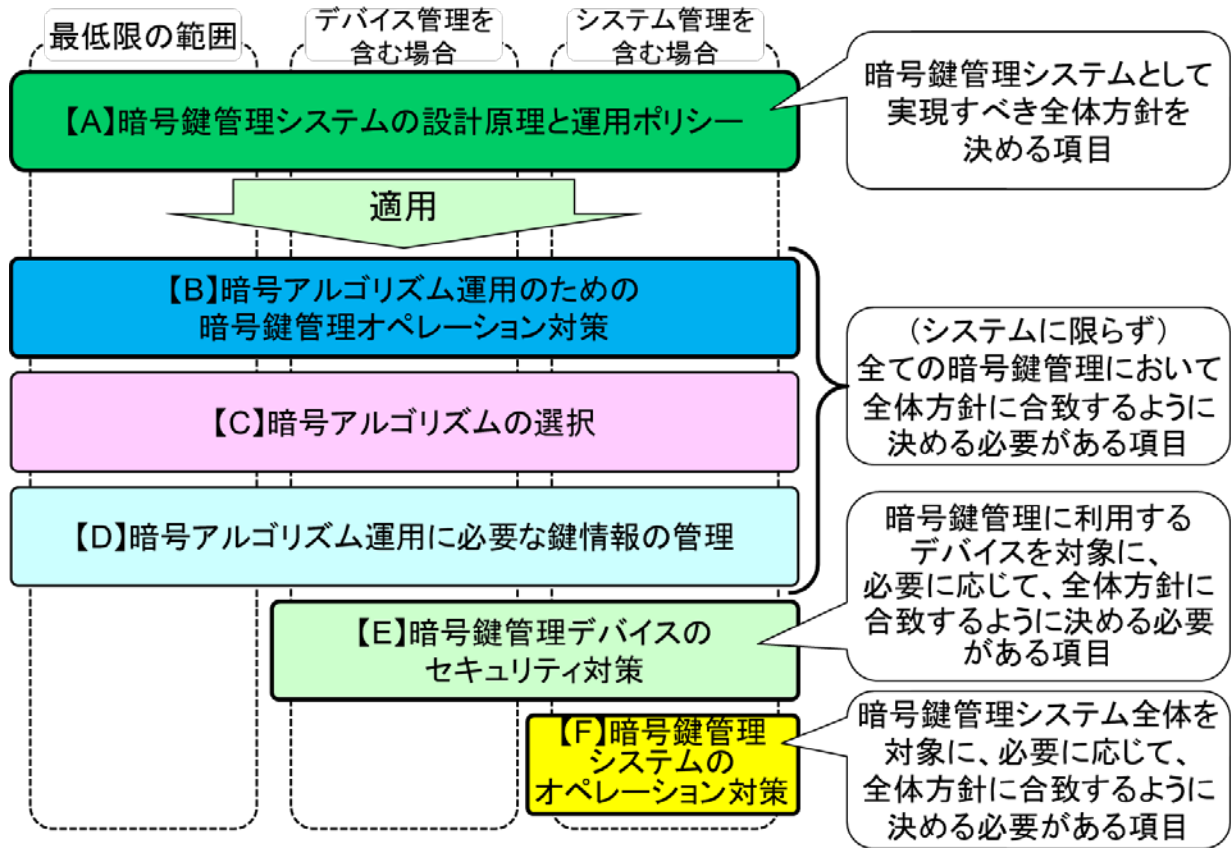 最低限の範囲
デバイス管理を
含む場合
システム管理を
含む場合
【A】暗号鍵管理システムの設計原理と運用ポリシー
暗号鍵管理システムとして
実現すべき全体方針を
決める項目
適用
【B】暗号アルゴリズム運用のための
暗号鍵管理オペレーション対策
【C】暗号アルゴリズムの選択
【D】暗号アルゴリズム運用に必要な鍵情報の管理
(システムに限らず)
全ての暗号鍵管理において
全体方針に合致するように
決める必要がある項目
【E】暗号鍵管理デバイスの
セキュリティ対策
暗号鍵管理に利用する
デバイスを対象に、
必要に応じて、全体方針に
合致するように決める必要
がある項目
【F】暗号鍵管理
システムの
オペレーション対策
暗号鍵管理システム全体を
対象に、必要に応じて、
全体方針に合致するように
決める必要がある項目